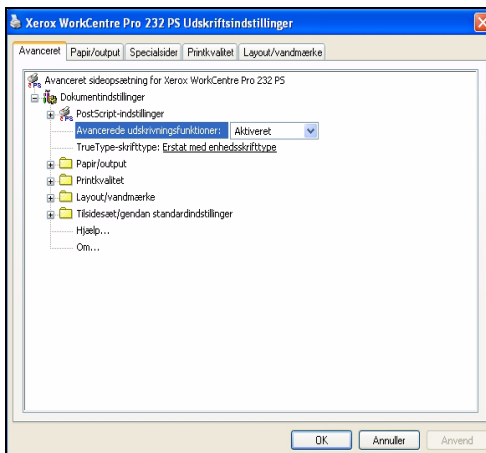 Xerox WorkCentre Pro 232 PS Udskriftsindstillinger
Avanceret Papir/output Specialsider Printkvalitet Layout/vandmærke
Avanceret sideopsætning for Xerox WorkCentre Pro 232 PS
Dokumentindstillinger
PostScript-indstillinger
Avancerede udskrivningsfunktioner: Aktiveret
TrueType-skrifttype: Erstat med enhedsskrifttype
Papir/output
Printkvalitet
Layout/vandmærke
Tilsidesæt/gendan standardindstillinger
Hjælp...
Om...
OK Annuller Anvend